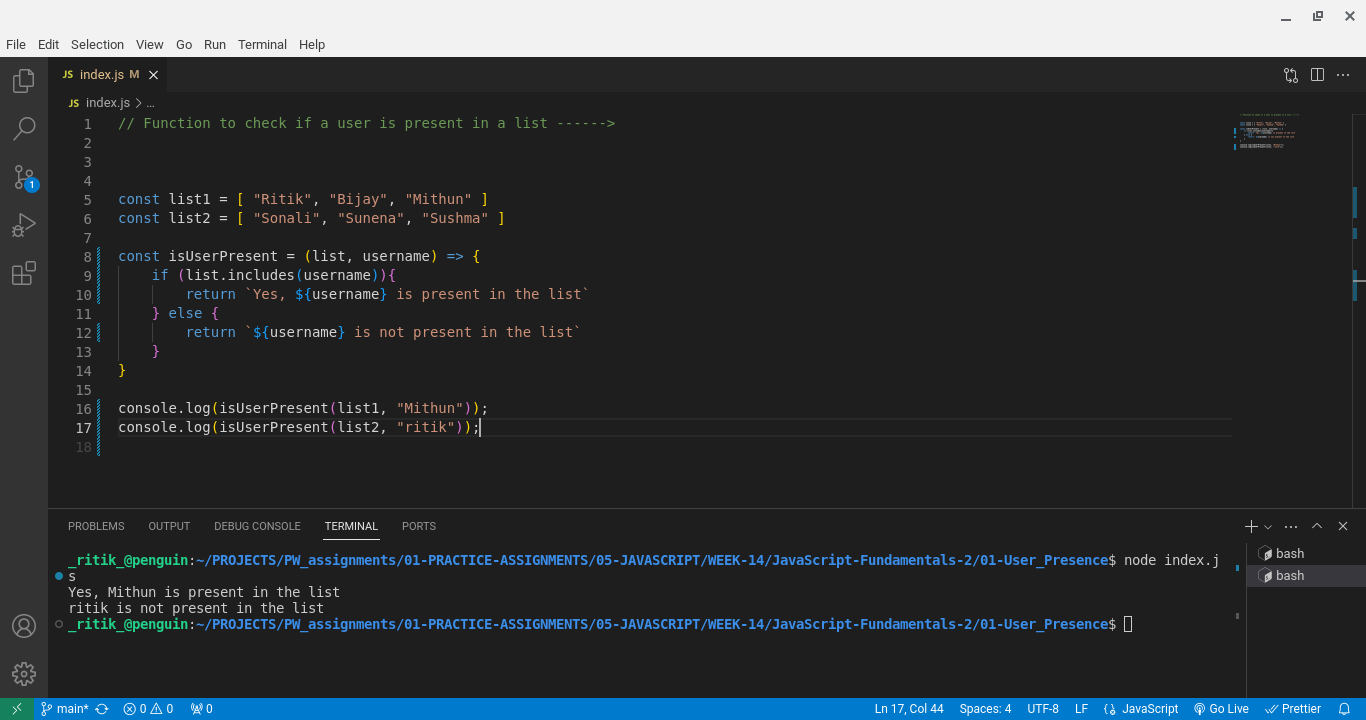 File Edit Selection View Go Run Terminal Help
JS index.js M
JS index.js > ...
1 // Function to check if a user is present in a list ------>
2
3
4
5 const list1 = [ "Ritik", "Bijay", "Mithun" ]
6 const list2 = [ "Sonali", "Sunena", "Sushma" ]
7
8 const isUserPresent = (list, username) => {
9 if (list.includes(username)){
10 return `Yes, ${username} is present in the list`
11 } else {
12 return `${username} is not present in the list`
13 }
14 }
15
16 console.log(isUserPresent(list1, "Mithun"));
17 console.log(isUserPresent(list2, "ritik"));
18
1
PROBLEMS OUTPUT DEBUG CONSOLE TERMINAL PORTS
_ritik_@penguin:~/PROJECTS/PW_assignments/01-PRACTICE-ASSIGNMENTS/05-JAVASCRIPT/WEEK-14/JavaScript-Fundamentals-2/01-User_Presence$ node index.j
s
Yes, Mithun is present in the list
ritik is not present in the list
_ritik_@penguin:~/PROJECTS/PW_assignments/01-PRACTICE-ASSIGNMENTS/05-JAVASCRIPT/WEEK-14/JavaScript-Fundamentals-2/01-User_Presence$
bash
bash
main* 0 0 0 Ln 17, Col 44 Spaces: 4 UTF-8 LF {} JavaScript Go Live Prettier